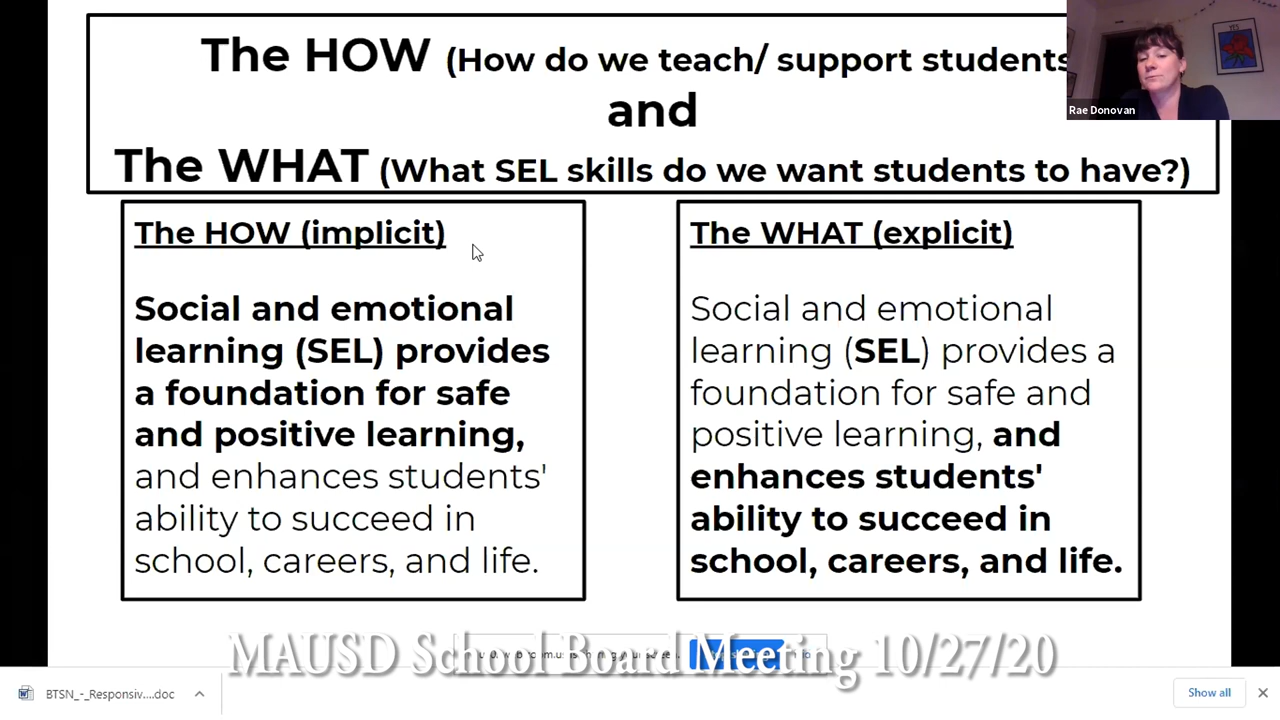 The HOW (How do we teach/ support students
and
The WHAT (What SEL skills do we want students to have?)
Rae Donovan
The HOW (implicit)
Social and emotional
learning (SEL) provides
a foundation for safe
and positive learning,
and enhances students'
ability to succeed in
school, careers, and life.
The WHAT (explicit)
Social and emotional
learning (SEL) provides a
foundation for safe and
positive learning, and
enhances students'
ability to succeed in
school, careers, and life.
MAUSD School Board Meeting 10/27/20
BTSN_-_Responsiv....doc
Show all